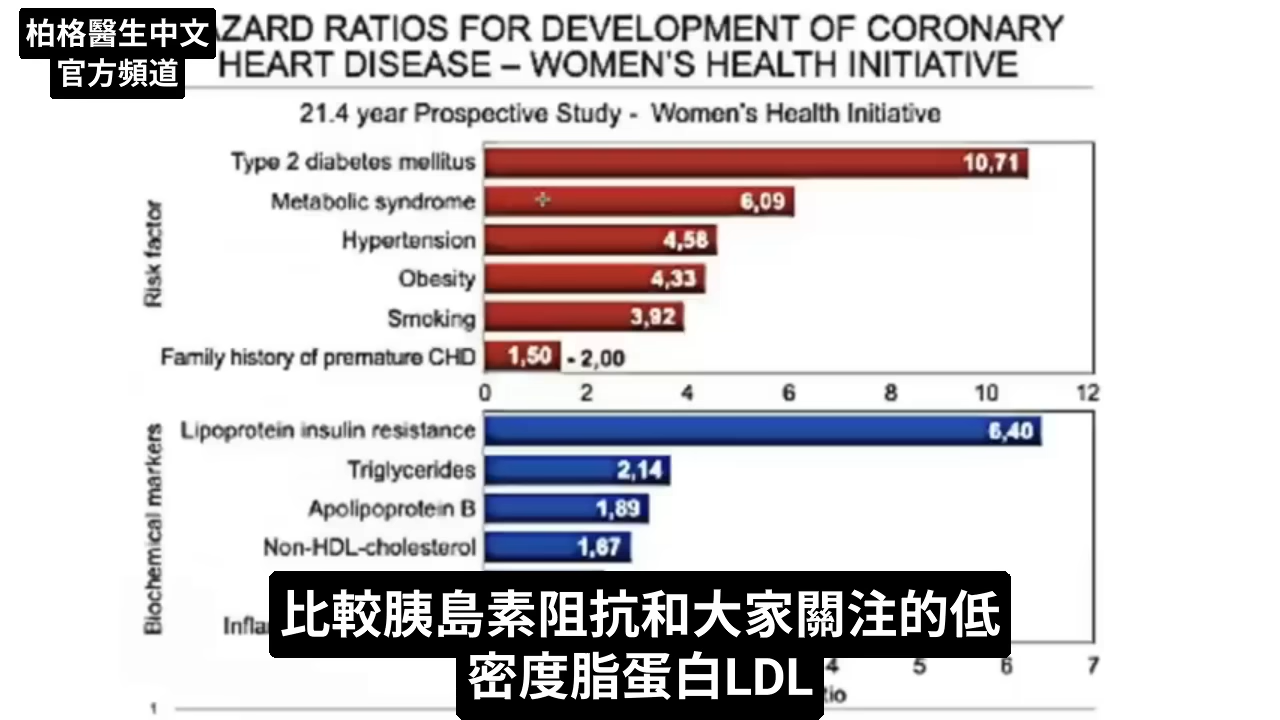 柏格醫生中文
官方頻道
AZARD RATIOS FOR DEVELOPMENT OF CORONARY
HEART DISEASE – WOMEN'S HEALTH INITIATIVE
21.4 year Prospective Study - Women's Health Initiative
Risk factor
Type 2 diabetes mellitus 10,71
Metabolic syndrome 6,09
Hypertension 4,58
Obesity 4,33
Smoking 3,92
Family history of premature CHD 1,50 - 2,00
0 2 4 6 8 10 12
Biochemical markers
Lipoprotein insulin resistance 6,40
Triglycerides 2,14
Apolipoprotein B 1,89
Non-HDL-cholesterol 1,67
比較胰島素阻抗和大家關注的低
密度脂蛋白LDL
4 5 6 7
1